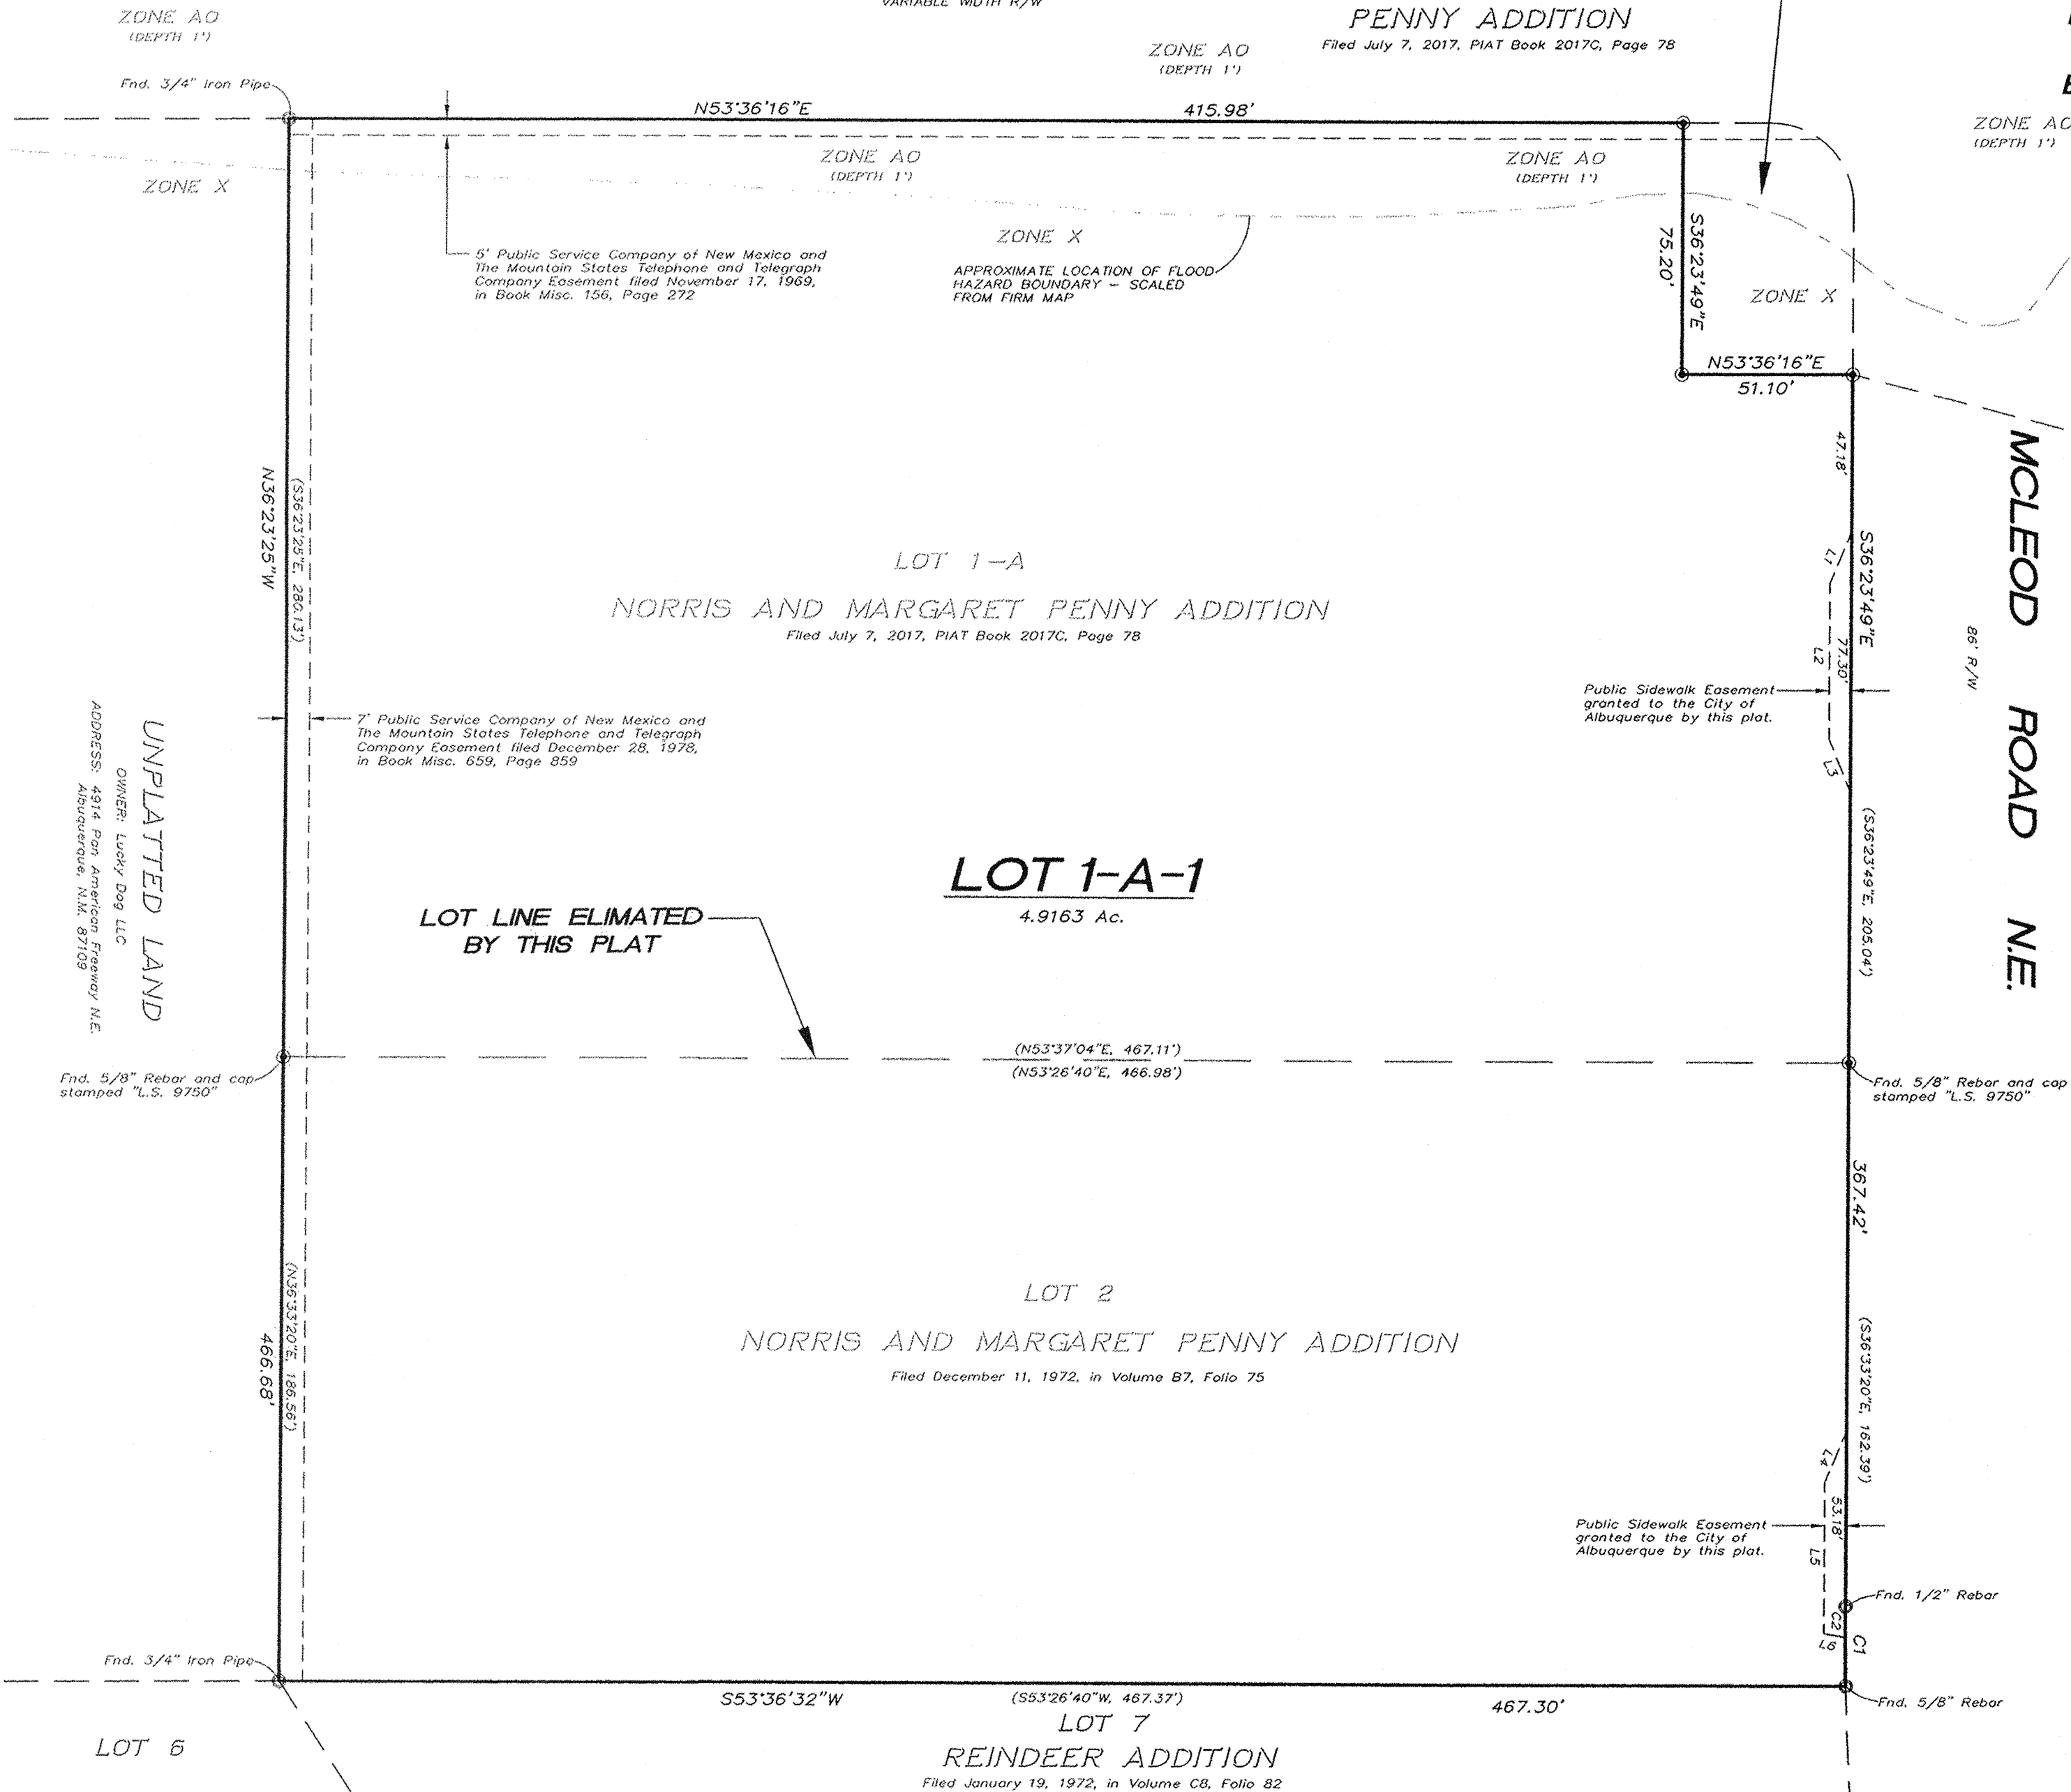 VARIABLE WIDTH R/W
ZONE AO
(DEPTH 1')
PENNY ADDITION
Filed July 7, 2017, PlAT Book 2017C, Page 78
ZONE AO
(DEPTH 1')
Fnd. 3/4" Iron Pipe
N53°36'16"E
415.98'
ZONE AO
(DEPTH 1')
ZONE AO
(DEPTH 1')
ZONE AO
(DEPTH 1')
ZONE X
ZONE X
5' Public Service Company of New Mexico and
The Mountain States Telephone and Telegraph
Company Easement filed November 17, 1969,
in Book Misc. 156, Page 272
APPROXIMATE LOCATION OF FLOOD
HAZARD BOUNDARY - SCALED
FROM FIRM MAP
S36°23'49"E
75.20'
ZONE X
N53°36'16"E
51.10'
47.18'
MCLEOD ROAD N.E.
86' R/W
N36°23'25"W
(S36°23'25"E, 280.13')
LOT 1-A
NORRIS AND MARGARET PENNY ADDITION
Filed July 7, 2017, PlAT Book 2017C, Page 78
L1
S36°23'49"E
77.30'
L2
L3
Public Sidewalk Easement
granted to the City of
Albuquerque by this plat.
7' Public Service Company of New Mexico and
The Mountain States Telephone and Telegraph
Company Easement filed December 28, 1978,
in Book Misc. 659, Page 859
UNPLATTED LAND
OWNER: Lucky Dog LLC
ADDRESS: 4914 Pan American Freeway N.E.
Albuquerque, N.M. 87109
(S36°23'49"E, 205.04')
LOT 1-A-1
4.9163 Ac.
LOT LINE ELIMATED
BY THIS PLAT
(N53°37'04"E, 467.11')
(N53°26'40"E, 466.98')
Fnd. 5/8" Rebar and cap
stamped "L.S. 9750"
Fnd. 5/8" Rebar and cap
stamped "L.S. 9750"
367.42'
(N36°33'20"E, 186.56')
466.68'
LOT 2
NORRIS AND MARGARET PENNY ADDITION
Filed December 11, 1972, in Volume B7, Folio 75
(S36°33'20"E, 162.39')
L4
53.18'
L5
Public Sidewalk Easement
granted to the City of
Albuquerque by this plat.
Fnd. 1/2" Rebar
C2
L6
C1
Fnd. 3/4" Iron Pipe
S53°36'32"W
(S53°26'40"W, 467.37')
467.30'
Fnd. 5/8" Rebar
LOT 6
LOT 7
REINDEER ADDITION
Filed January 19, 1972, in Volume C8, Folio 82